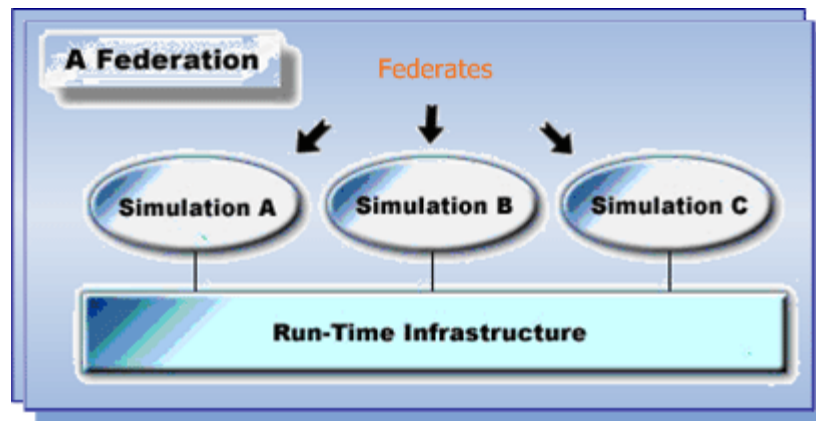 A Federation
Federates
Simulation A
Simulation B
Simulation C
Run-Time Infrastructure